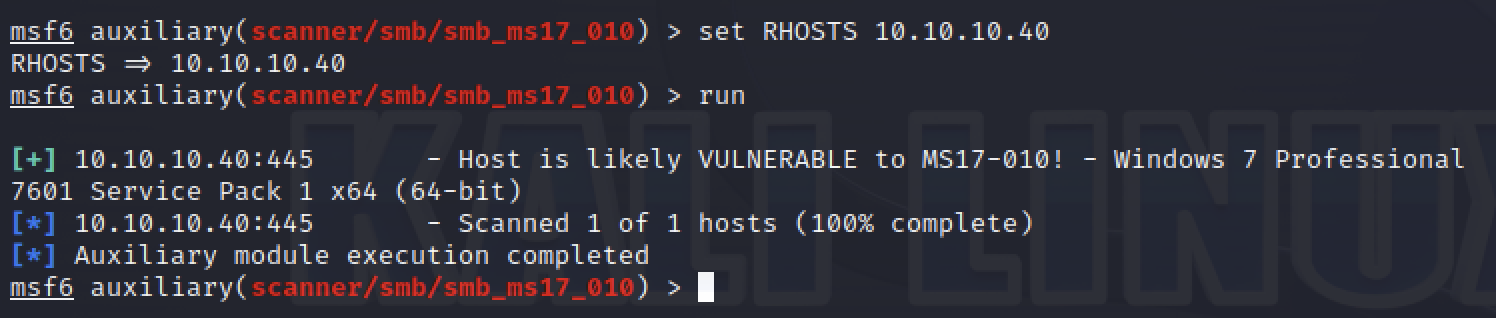 msf6 auxiliary(scanner/smb/smb_ms17_010) > set RHOSTS 10.10.10.40
RHOSTS => 10.10.10.40
msf6 auxiliary(scanner/smb/smb_ms17_010) > run
[+] 10.10.10.40:445       - Host is likely VULNERABLE to MS17-010! - Windows 7 Professional
7601 Service Pack 1 x64 (64-bit)
[*] 10.10.10.40:445       - Scanned 1 of 1 hosts (100% complete)
[*] Auxiliary module execution completed
msf6 auxiliary(scanner/smb/smb_ms17_010) >
KALI LINUX